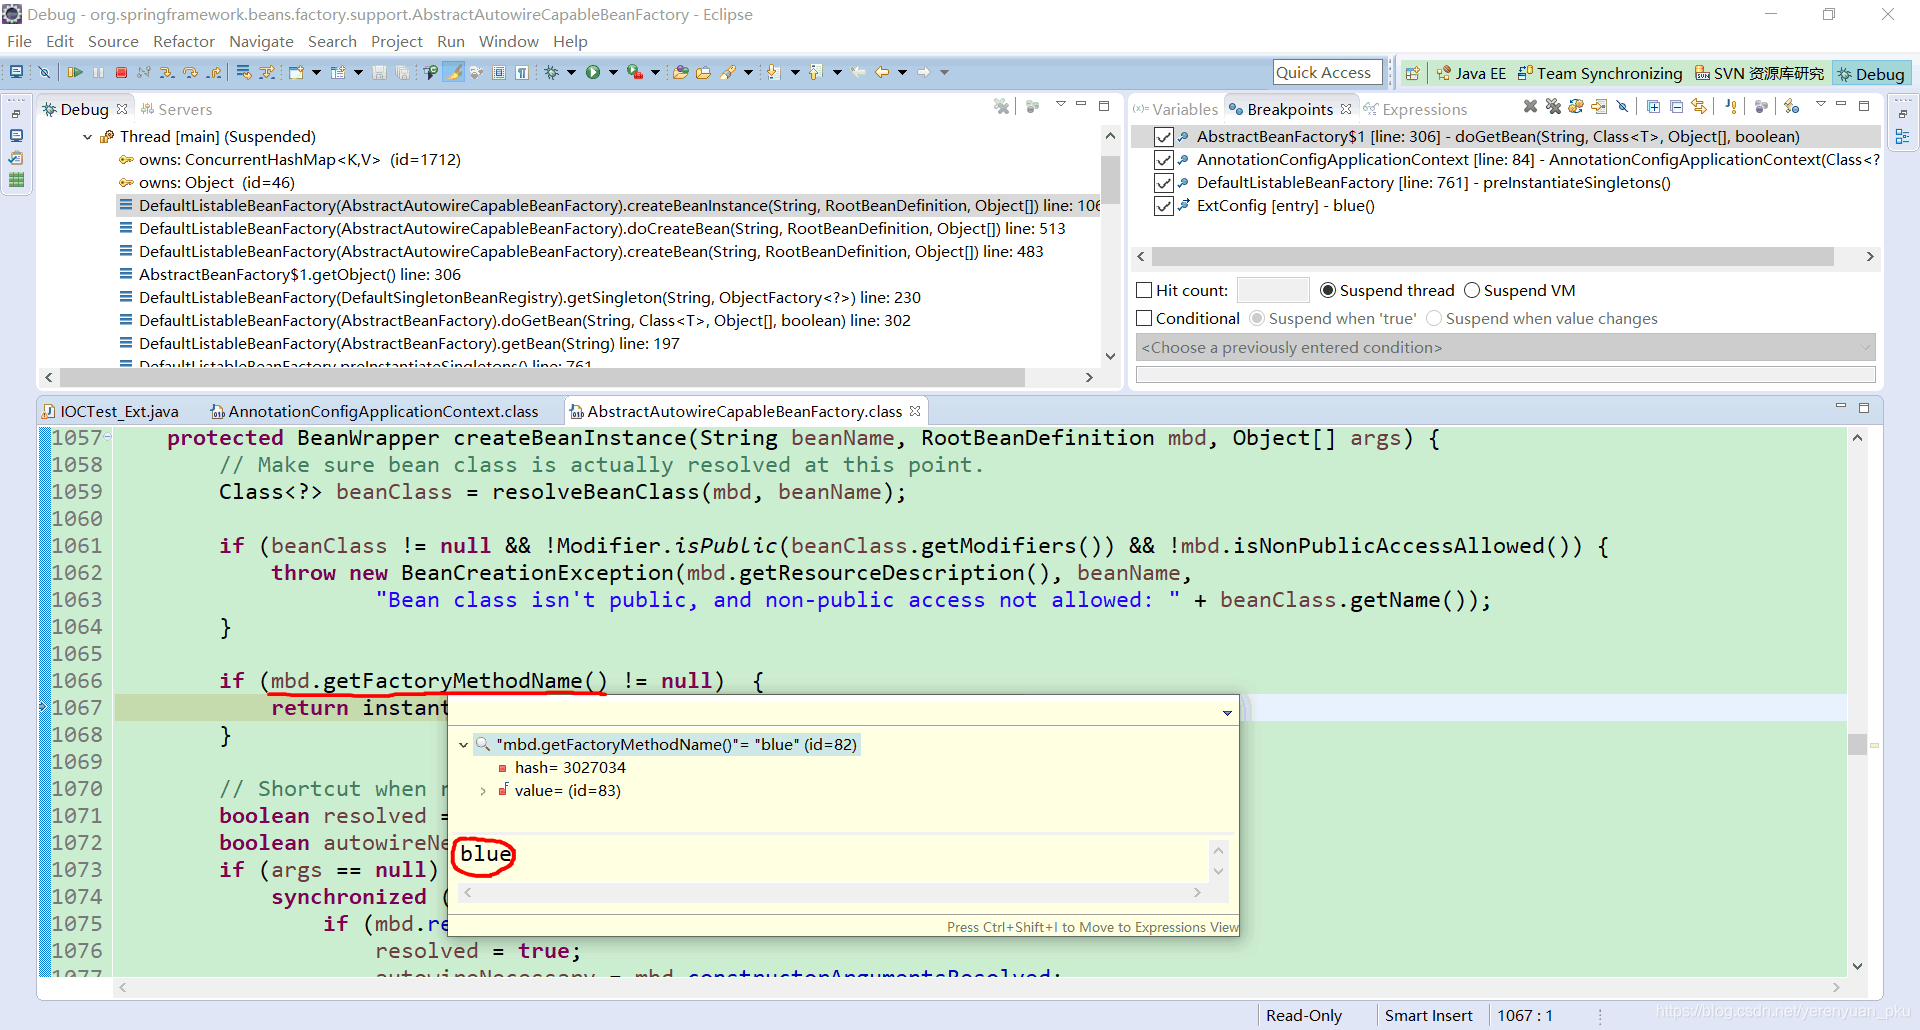 Debug - org.springframework.beans.factory.support.AbstractAutowireCapableBeanFactory - Eclipse
File Edit Source Refactor Navigate Search Project Run Window Help
Quick Access
Java EE
Team Synchronizing
SVN 资源库研究
Debug
Debug
Servers
Thread [main] (Suspended)
owns: ConcurrentHashMap<K,V> (id=1712)
owns: Object (id=46)
DefaultListableBeanFactory(AbstractAutowireCapableBeanFactory).createBeanInstance(String, RootBeanDefinition, Object[]) line: 106
DefaultListableBeanFactory(AbstractAutowireCapableBeanFactory).doCreateBean(String, RootBeanDefinition, Object[]) line: 513
DefaultListableBeanFactory(AbstractAutowireCapableBeanFactory).createBean(String, RootBeanDefinition, Object[]) line: 483
AbstractBeanFactory$1.getObject() line: 306
DefaultListableBeanFactory(DefaultSingletonBeanRegistry).getSingleton(String, ObjectFactory<?>) line: 230
DefaultListableBeanFactory(AbstractBeanFactory).doGetBean(String, Class<T>, Object[], boolean) line: 302
DefaultListableBeanFactory(AbstractBeanFactory).getBean(String) line: 197
DefaultListableBeanFactory.preInstantiateSingletons() line: 761
(x)= Variables
Breakpoints
Expressions
AbstractBeanFactory$1 [line: 306] - doGetBean(String, Class<T>, Object[], boolean)
AnnotationConfigApplicationContext [line: 84] - AnnotationConfigApplicationContext(Class<?
DefaultListableBeanFactory [line: 761] - preInstantiateSingletons()
ExtConfig [entry] - blue()
Hit count:
Suspend thread
Suspend VM
Conditional
Suspend when 'true'
Suspend when value changes
<Choose a previously entered condition>
IOCTest_Ext.java
AnnotationConfigApplicationContext.class
AbstractAutowireCapableBeanFactory.class
1057 protected BeanWrapper createBeanInstance(String beanName, RootBeanDefinition mbd, Object[] args) {
1058 // Make sure bean class is actually resolved at this point.
1059 Class<?> beanClass = resolveBeanClass(mbd, beanName);
1060
1061 if (beanClass != null && !Modifier.isPublic(beanClass.getModifiers()) && !mbd.isNonPublicAccessAllowed()) {
1062 throw new BeanCreationException(mbd.getResourceDescription(), beanName,
1063 "Bean class isn't public, and non-public access not allowed: " + beanClass.getName());
1064 }
1065
1066 if (mbd.getFactoryMethodName() != null) {
1067 return instant
1068 }
1069
1070 // Shortcut when r
1071 boolean resolved =
1072 boolean autowireNe
1073 if (args == null)
1074 synchronized (
1075 if (mbd.re
1076 resolved = true;
1077 autowireNecessary = mbd.constructorArgumentsResolved;
"mbd.getFactoryMethodName()"= "blue" (id=82)
hash= 3027034
value= (id=83)
blue
Press Ctrl+Shift+I to Move to Expressions View
Read-Only
Smart Insert
1067 : 1
https://blog.csdn.net/yerenyuan_pku